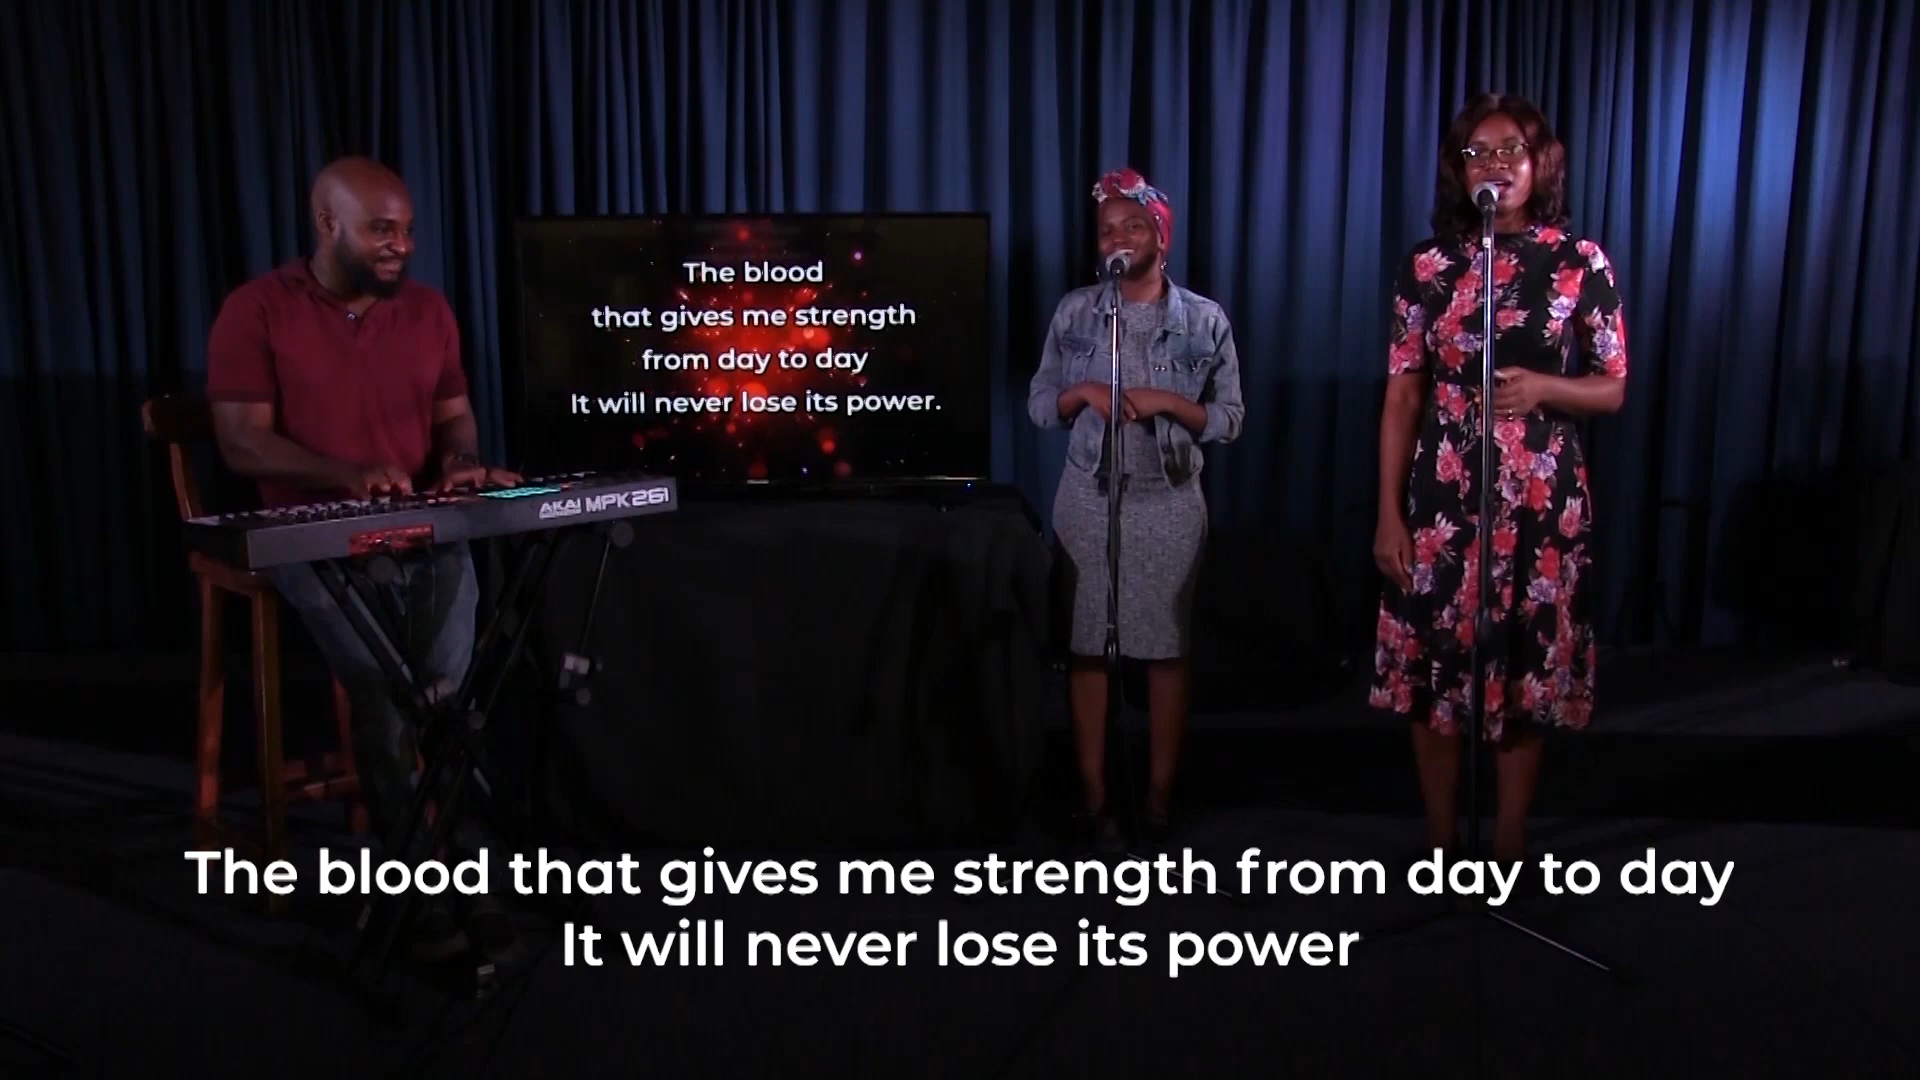 The blood
that gives me strength
from day to day
It will never lose its power.
AKAI MPK261
The blood that gives me strength from day to day
It will never lose its power